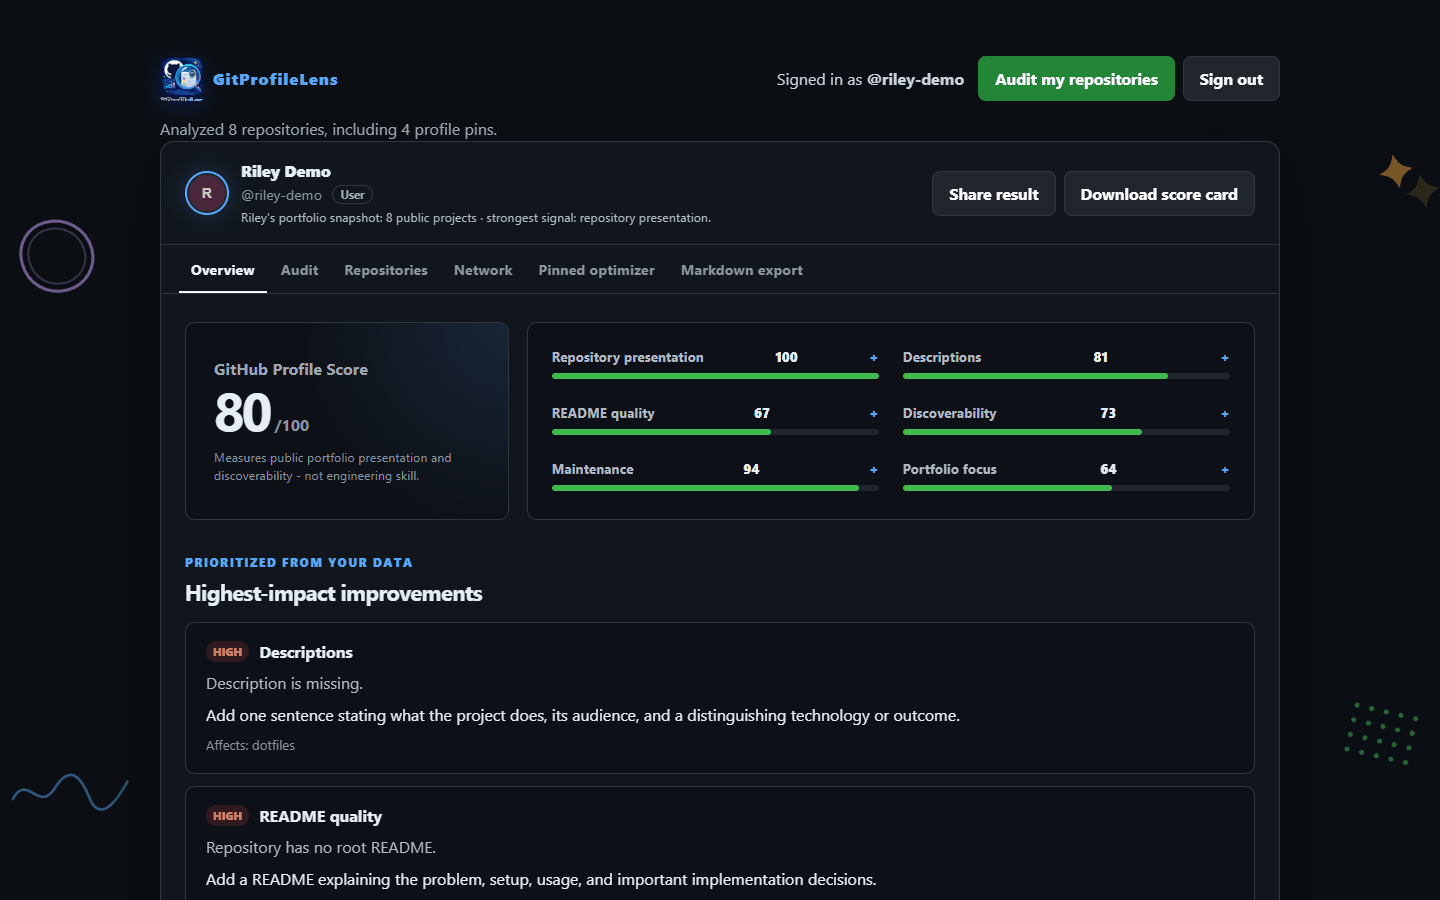 GitProfileLens
Signed in as @riley-demo
Audit my repositories
Sign out
Analyzed 8 repositories, including 4 profile pins.
R
Riley Demo
@riley-demo User
Riley's portfolio snapshot: 8 public projects · strongest signal: repository presentation.
Share result
Download score card
Overview Audit Repositories Network Pinned optimizer Markdown export
GitHub Profile Score
80/100
Measures public portfolio presentation and
discoverability - not engineering skill.
Repository presentation 100 +
Descriptions 81 +
README quality 67 +
Discoverability 73 +
Maintenance 94 +
Portfolio focus 64 +
PRIORITIZED FROM YOUR DATA
Highest-impact improvements
HIGH Descriptions
Description is missing.
Add one sentence stating what the project does, its audience, and a distinguishing technology or outcome.
Affects: dotfiles
HIGH README quality
Repository has no root README.
Add a README explaining the problem, setup, usage, and important implementation decisions.